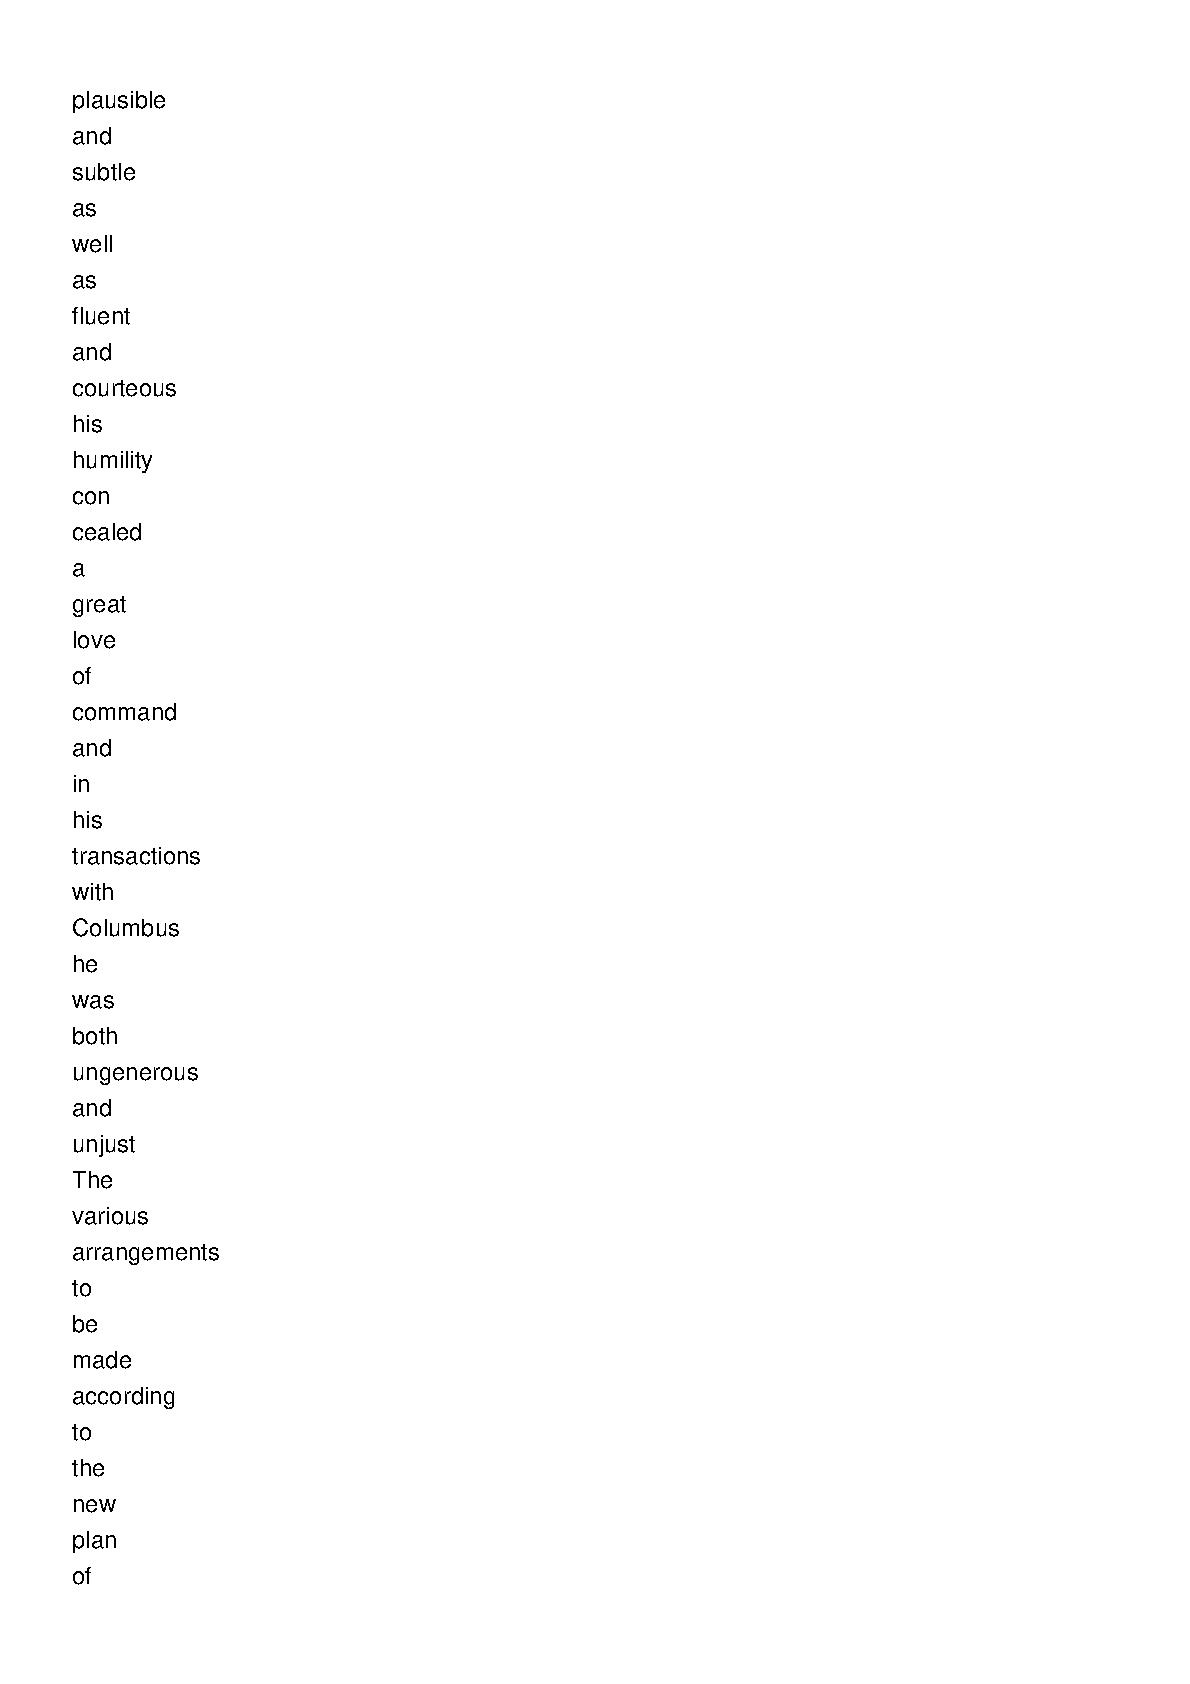 plausible
and
subtle
as
well
as
fluent
and
courteous
his
humility
con
cealed
a
great
love
of
command
and
in
his
transactions
with
Columbus
he
was
both
ungenerous
and
unjust
The
various
arrangements
to
be
made
according
to
the
new
plan
of